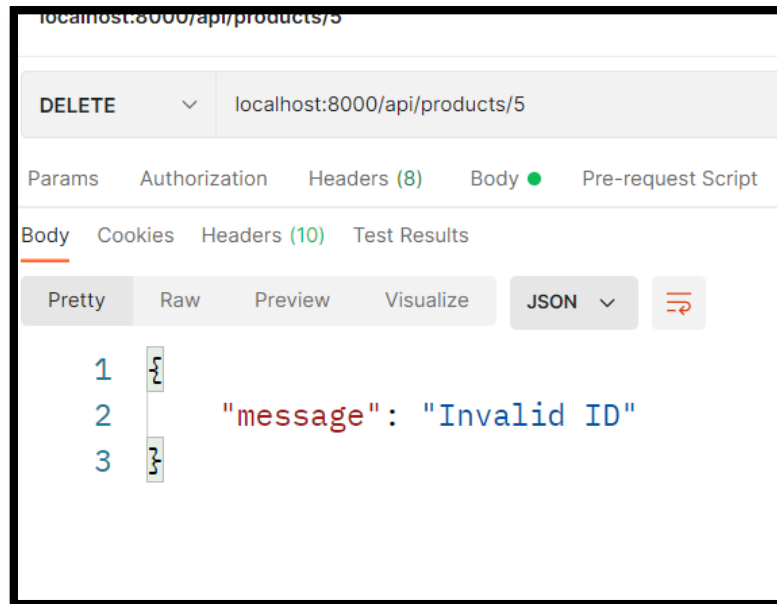 localhost:8000/api/products/5
DELETE localhost:8000/api/products/5
Params Authorization Headers (8) Body Pre-request Script
Body Cookies Headers (10) Test Results
Pretty Raw Preview Visualize JSON
1 {
2 "message": "Invalid ID"
3 }